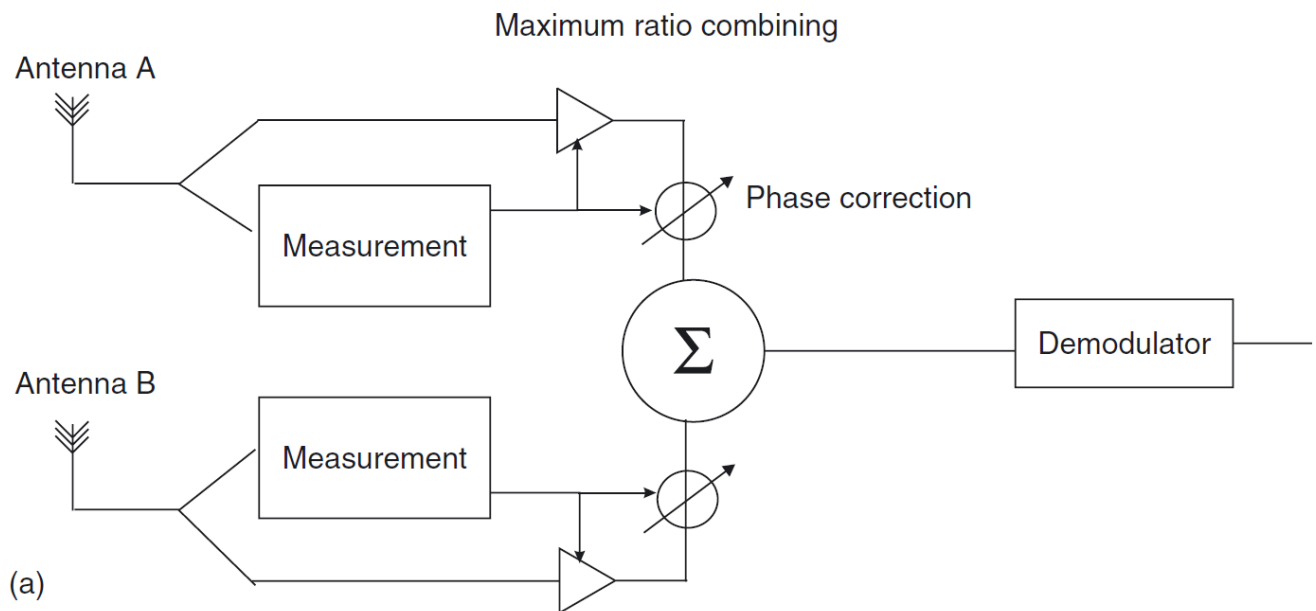 Maximum ratio combining
Antenna A
Measurement
Phase correction
Σ
Demodulator
Antenna B
Measurement
(a)